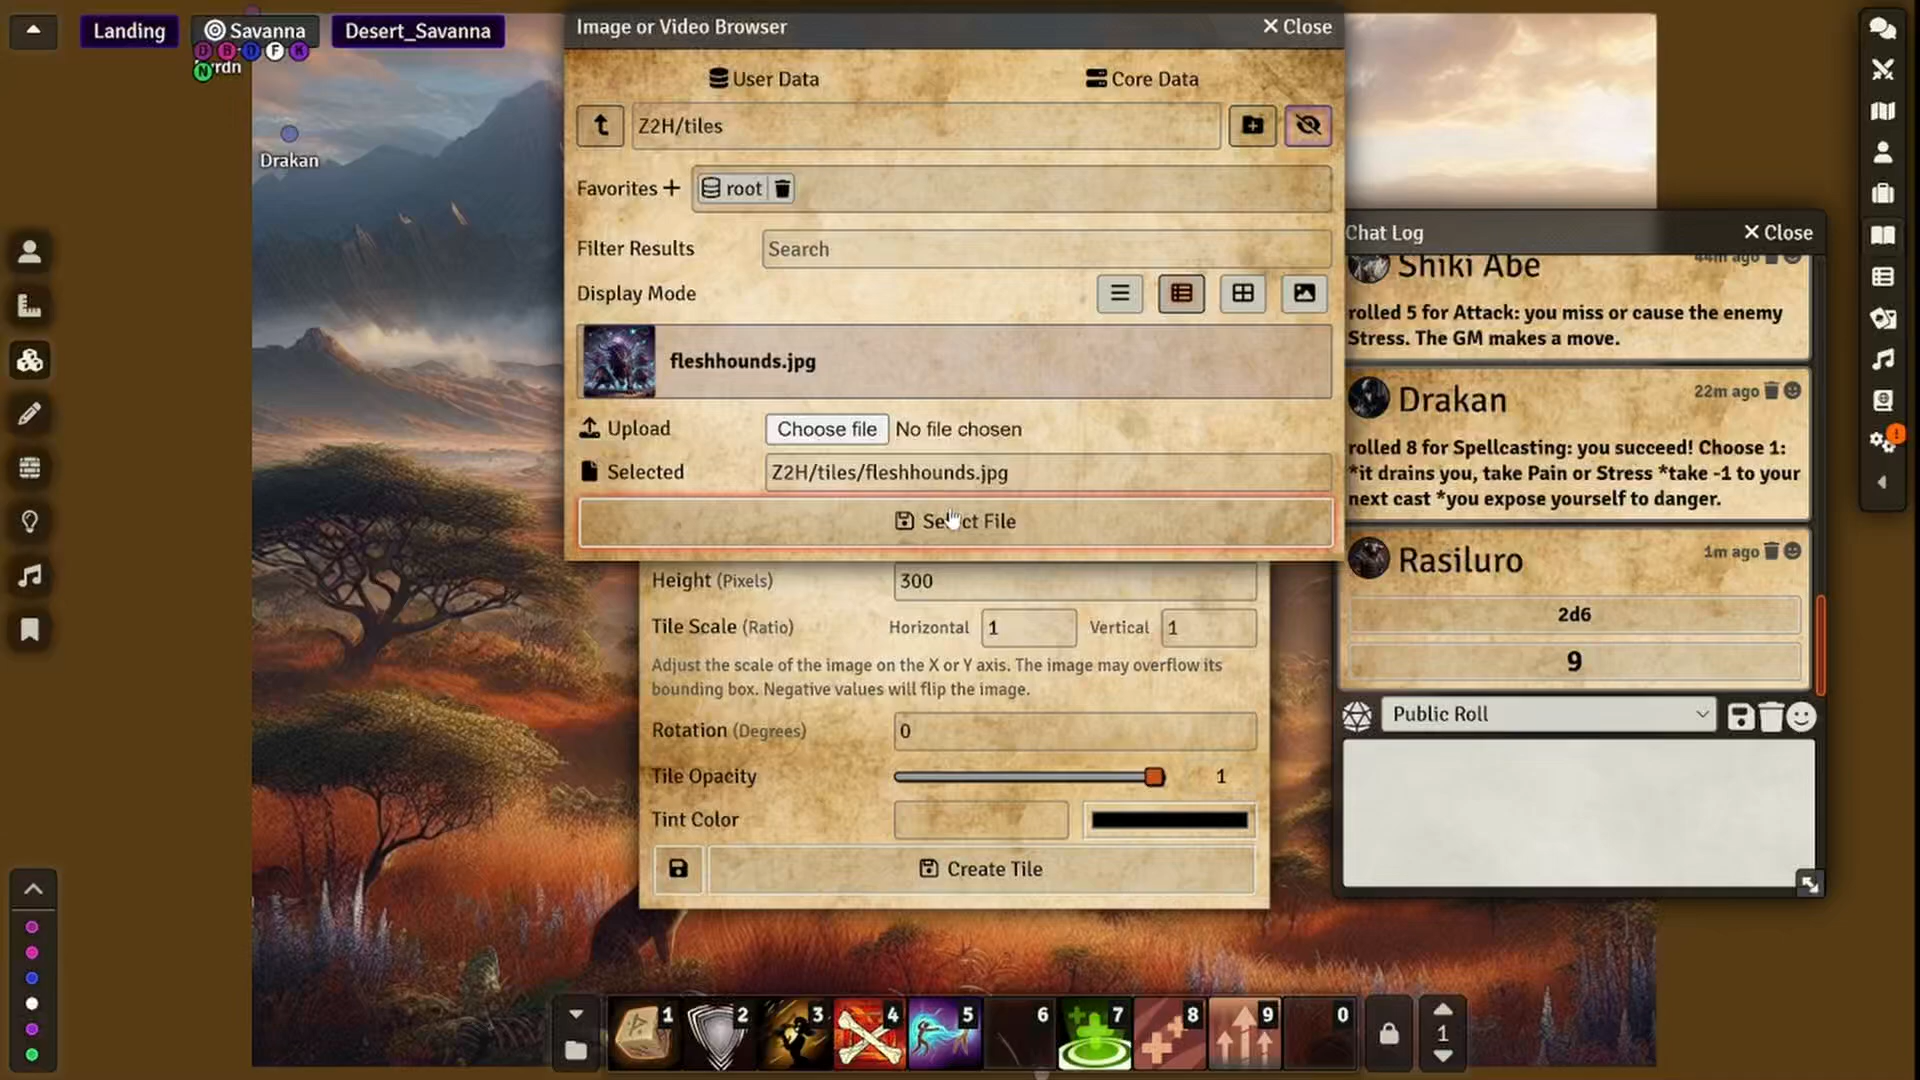 Landing
Savanna
Desert_Savanna
D B D F K
N
rdn
Drakan
Image or Video Browser
Close
User Data
Core Data
Z2H/tiles
Favorites
root
Filter Results
Search
Display Mode
fleshhounds.jpg
Upload
Choose file
No file chosen
Selected
Z2H/tiles/fleshhounds.jpg
Select File
Height (Pixels)
300
Tile Scale (Ratio)
Horizontal
1
Vertical
1
Adjust the scale of the image on the X or Y axis. The image may overflow its
bounding box. Negative values will flip the image.
Rotation (Degrees)
0
Tile Opacity
1
Tint Color
Create Tile
Chat Log
Close
Shiki Abe
44m ago
rolled 5 for Attack: you miss or cause the enemy
Stress. The GM makes a move.
Drakan
22m ago
rolled 8 for Spellcasting: you succeed! Choose 1:
*it drains you, take Pain or Stress *take -1 to your
next cast *you expose yourself to danger.
Rasiluro
1m ago
2d6
9
Public Roll
1 2 3 4 5 6 7 8 9 0
1